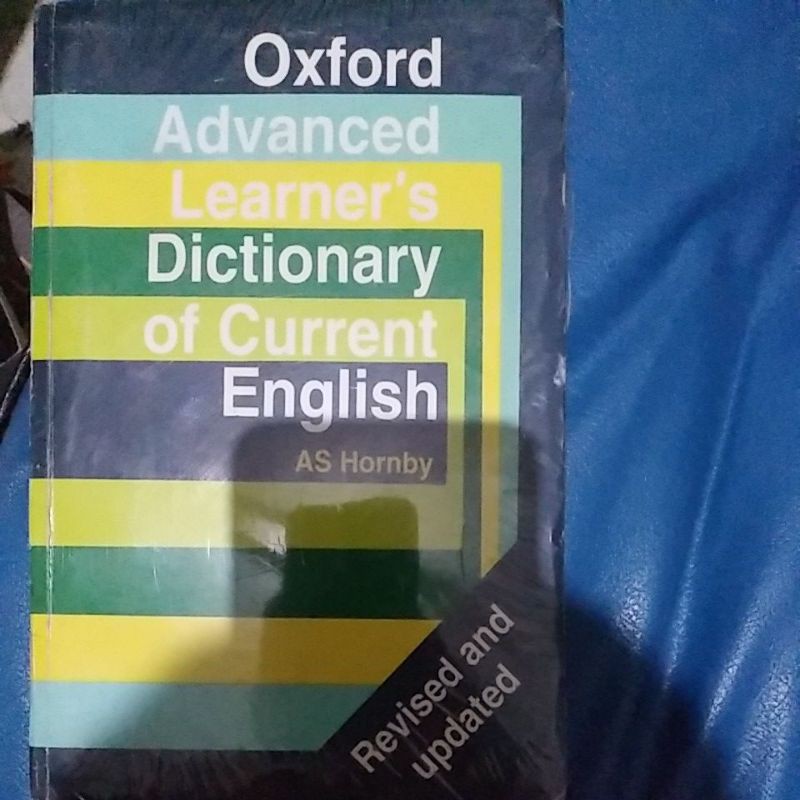 Oxford
Advanced
Learner's
Dictionary
of Current
English
AS Hornby
Revised and
updated